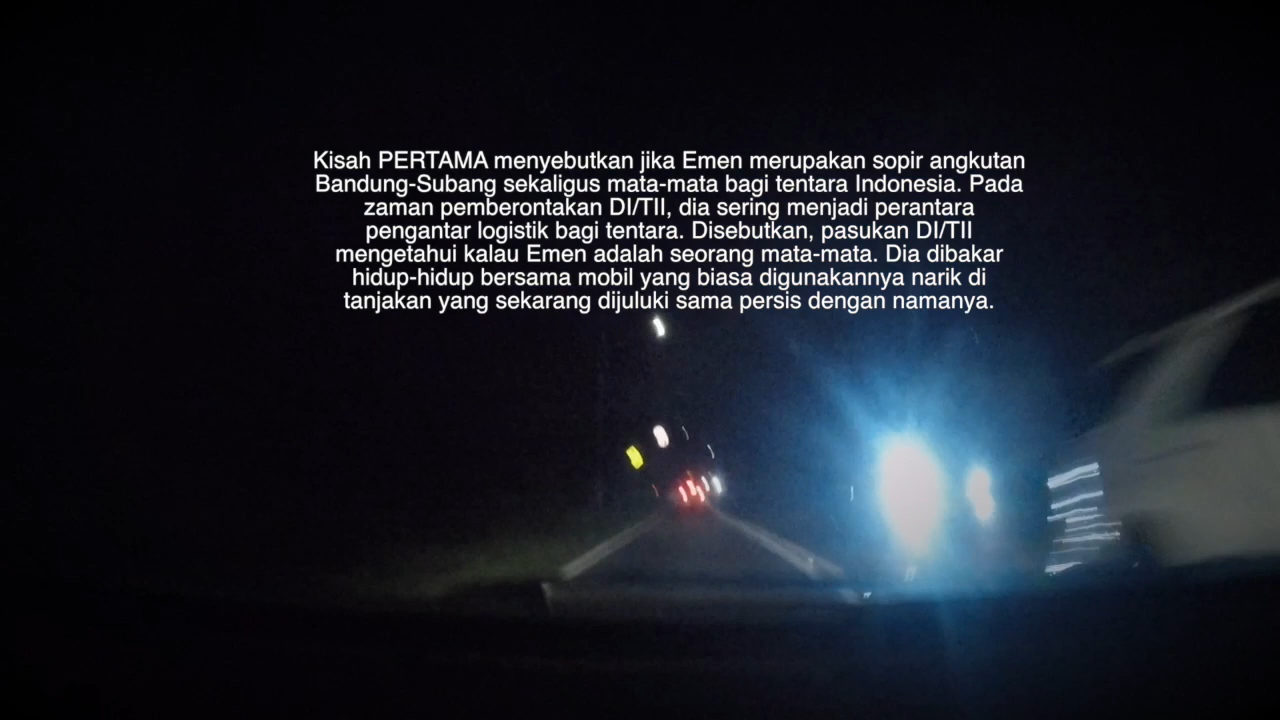 Kisah PERTAMA menyebutkan jika Emen merupakan sopir angkutan
Bandung-Subang sekaligus mata-mata bagi tentara Indonesia. Pada
zaman pemberontakan DI/TII, dia sering menjadi perantara
pengantar logistik bagi tentara. Disebutkan, pasukan DI/TII
mengetahui kalau Emen adalah seorang mata-mata. Dia dibakar
hidup-hidup bersama mobil yang biasa digunakannya narik di
tanjakan yang sekarang dijuluki sama persis dengan namanya.